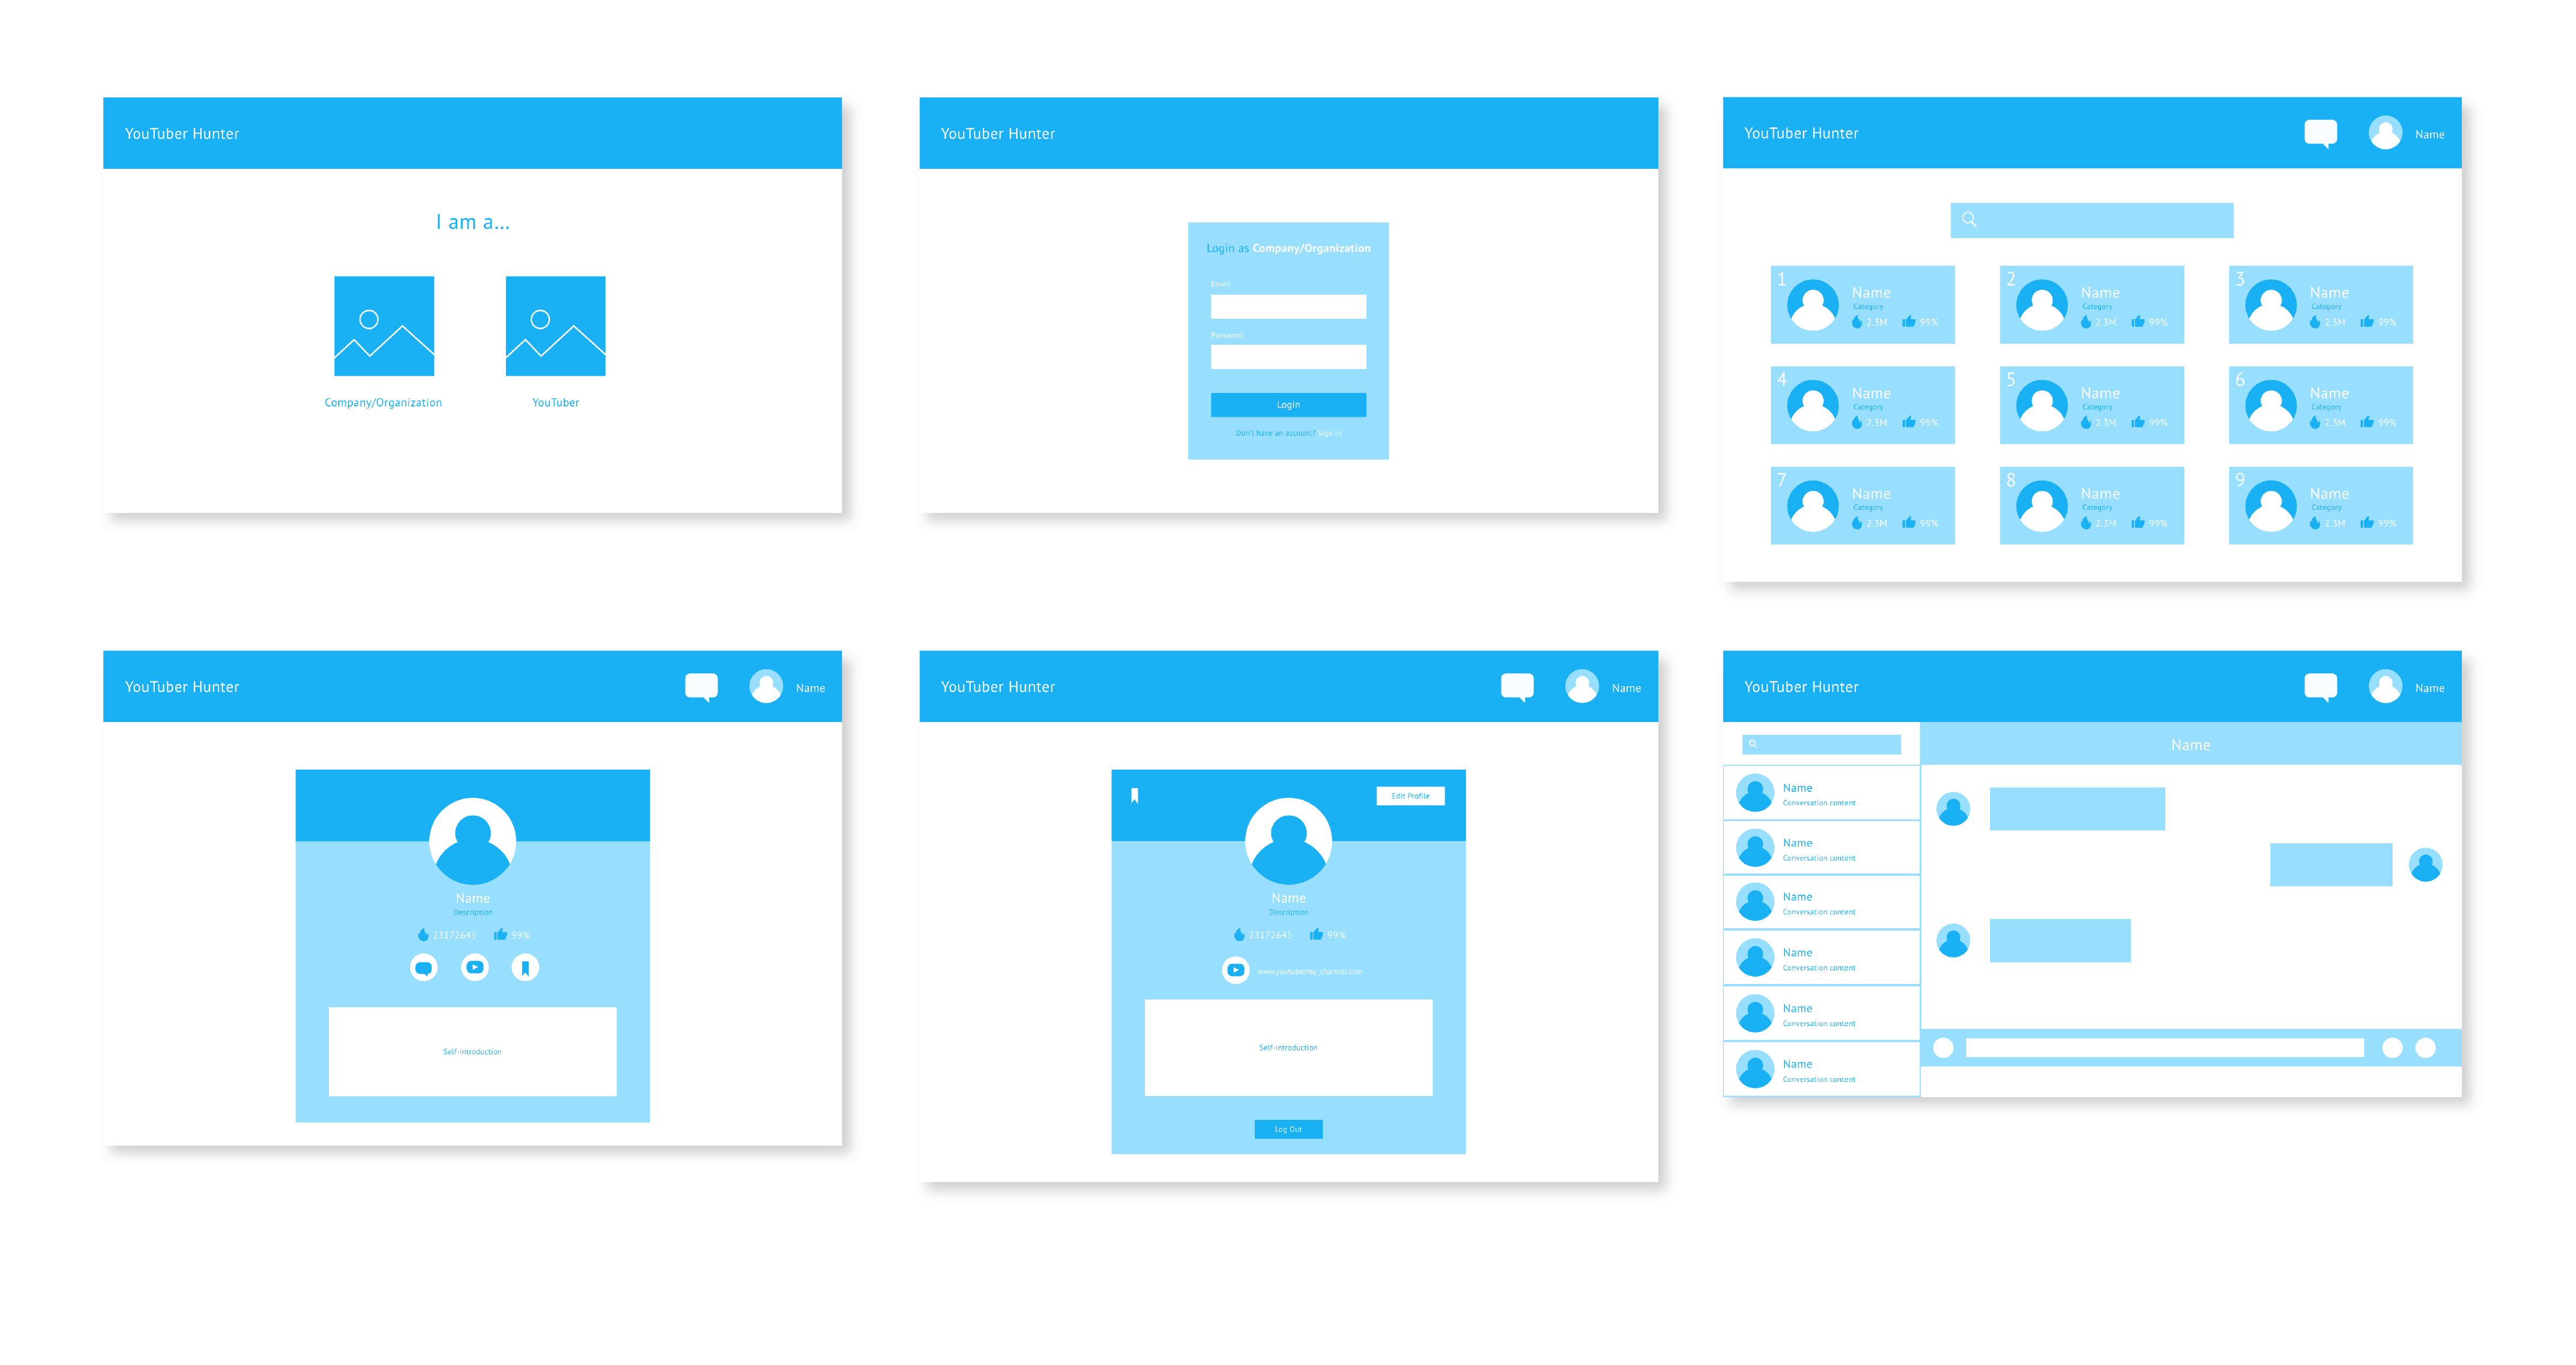 YouTuber Hunter
I am a...
Company/Organization
YouTuber
YouTuber Hunter
Login as Company/Organization
Email
Password
Login
Don't have an account? Sign in
YouTuber Hunter
Name
1
Name
Category
2.3M 99%
2
Name
Category
2.3M 99%
3
Name
Category
2.3M 99%
4
Name
Category
2.3M 99%
5
Name
Category
2.3M 99%
6
Name
Category
2.3M 99%
7
Name
Category
2.3M 99%
8
Name
Category
2.3M 99%
9
Name
Category
2.3M 99%
YouTuber Hunter
Name
Name
Description
23172645 99%
Self-introduction
YouTuber Hunter
Name
Edit Profile
Name
Description
23172645 99%
www.youtube/my_channel.com
Self-introduction
Log Out
YouTuber Hunter
Name
Name
Name
Conversation content
Name
Conversation content
Name
Conversation content
Name
Conversation content
Name
Conversation content
Name
Conversation content